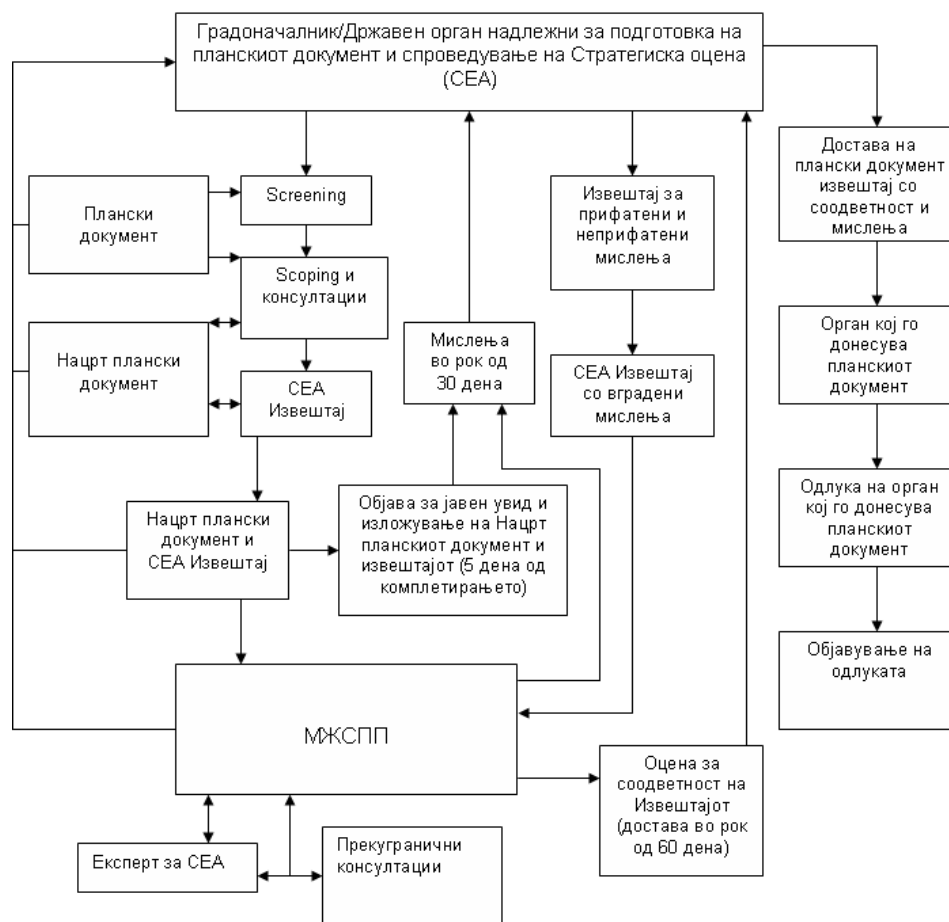 Градоначалник/Државен орган надлежни за подготовка на
планскиот документ и спроведување на Стратегиска оцена
(СЕА)
Плански
документ
Screening
Scoping и
консултации
Нацрт плански
документ
СЕА
Извештај
Мислења
во рок од
30 дена
Извештај за
прифатени и
неприфатени
мислења
СЕА Извештај
со вградени
мислења
Достава на
плански документ
извештај со
соодветност и
мислења
Орган кој го
донесува
планскиот
документ
Одлука на орган
кој го донесува
планскиот
документ
Објавување на
одлуката
Нацрт плански
документ и
СЕА Извештај
Објава за јавен увид и
изложување на Нацрт
планскиот документ и
извештајот (5 дена од
комплетирањето)
МЖСПП
Оцена за
соодветност на
Извештајот
(достава во рок
од 60 дена)
Експерт за СЕА
Прекугранични
консултации